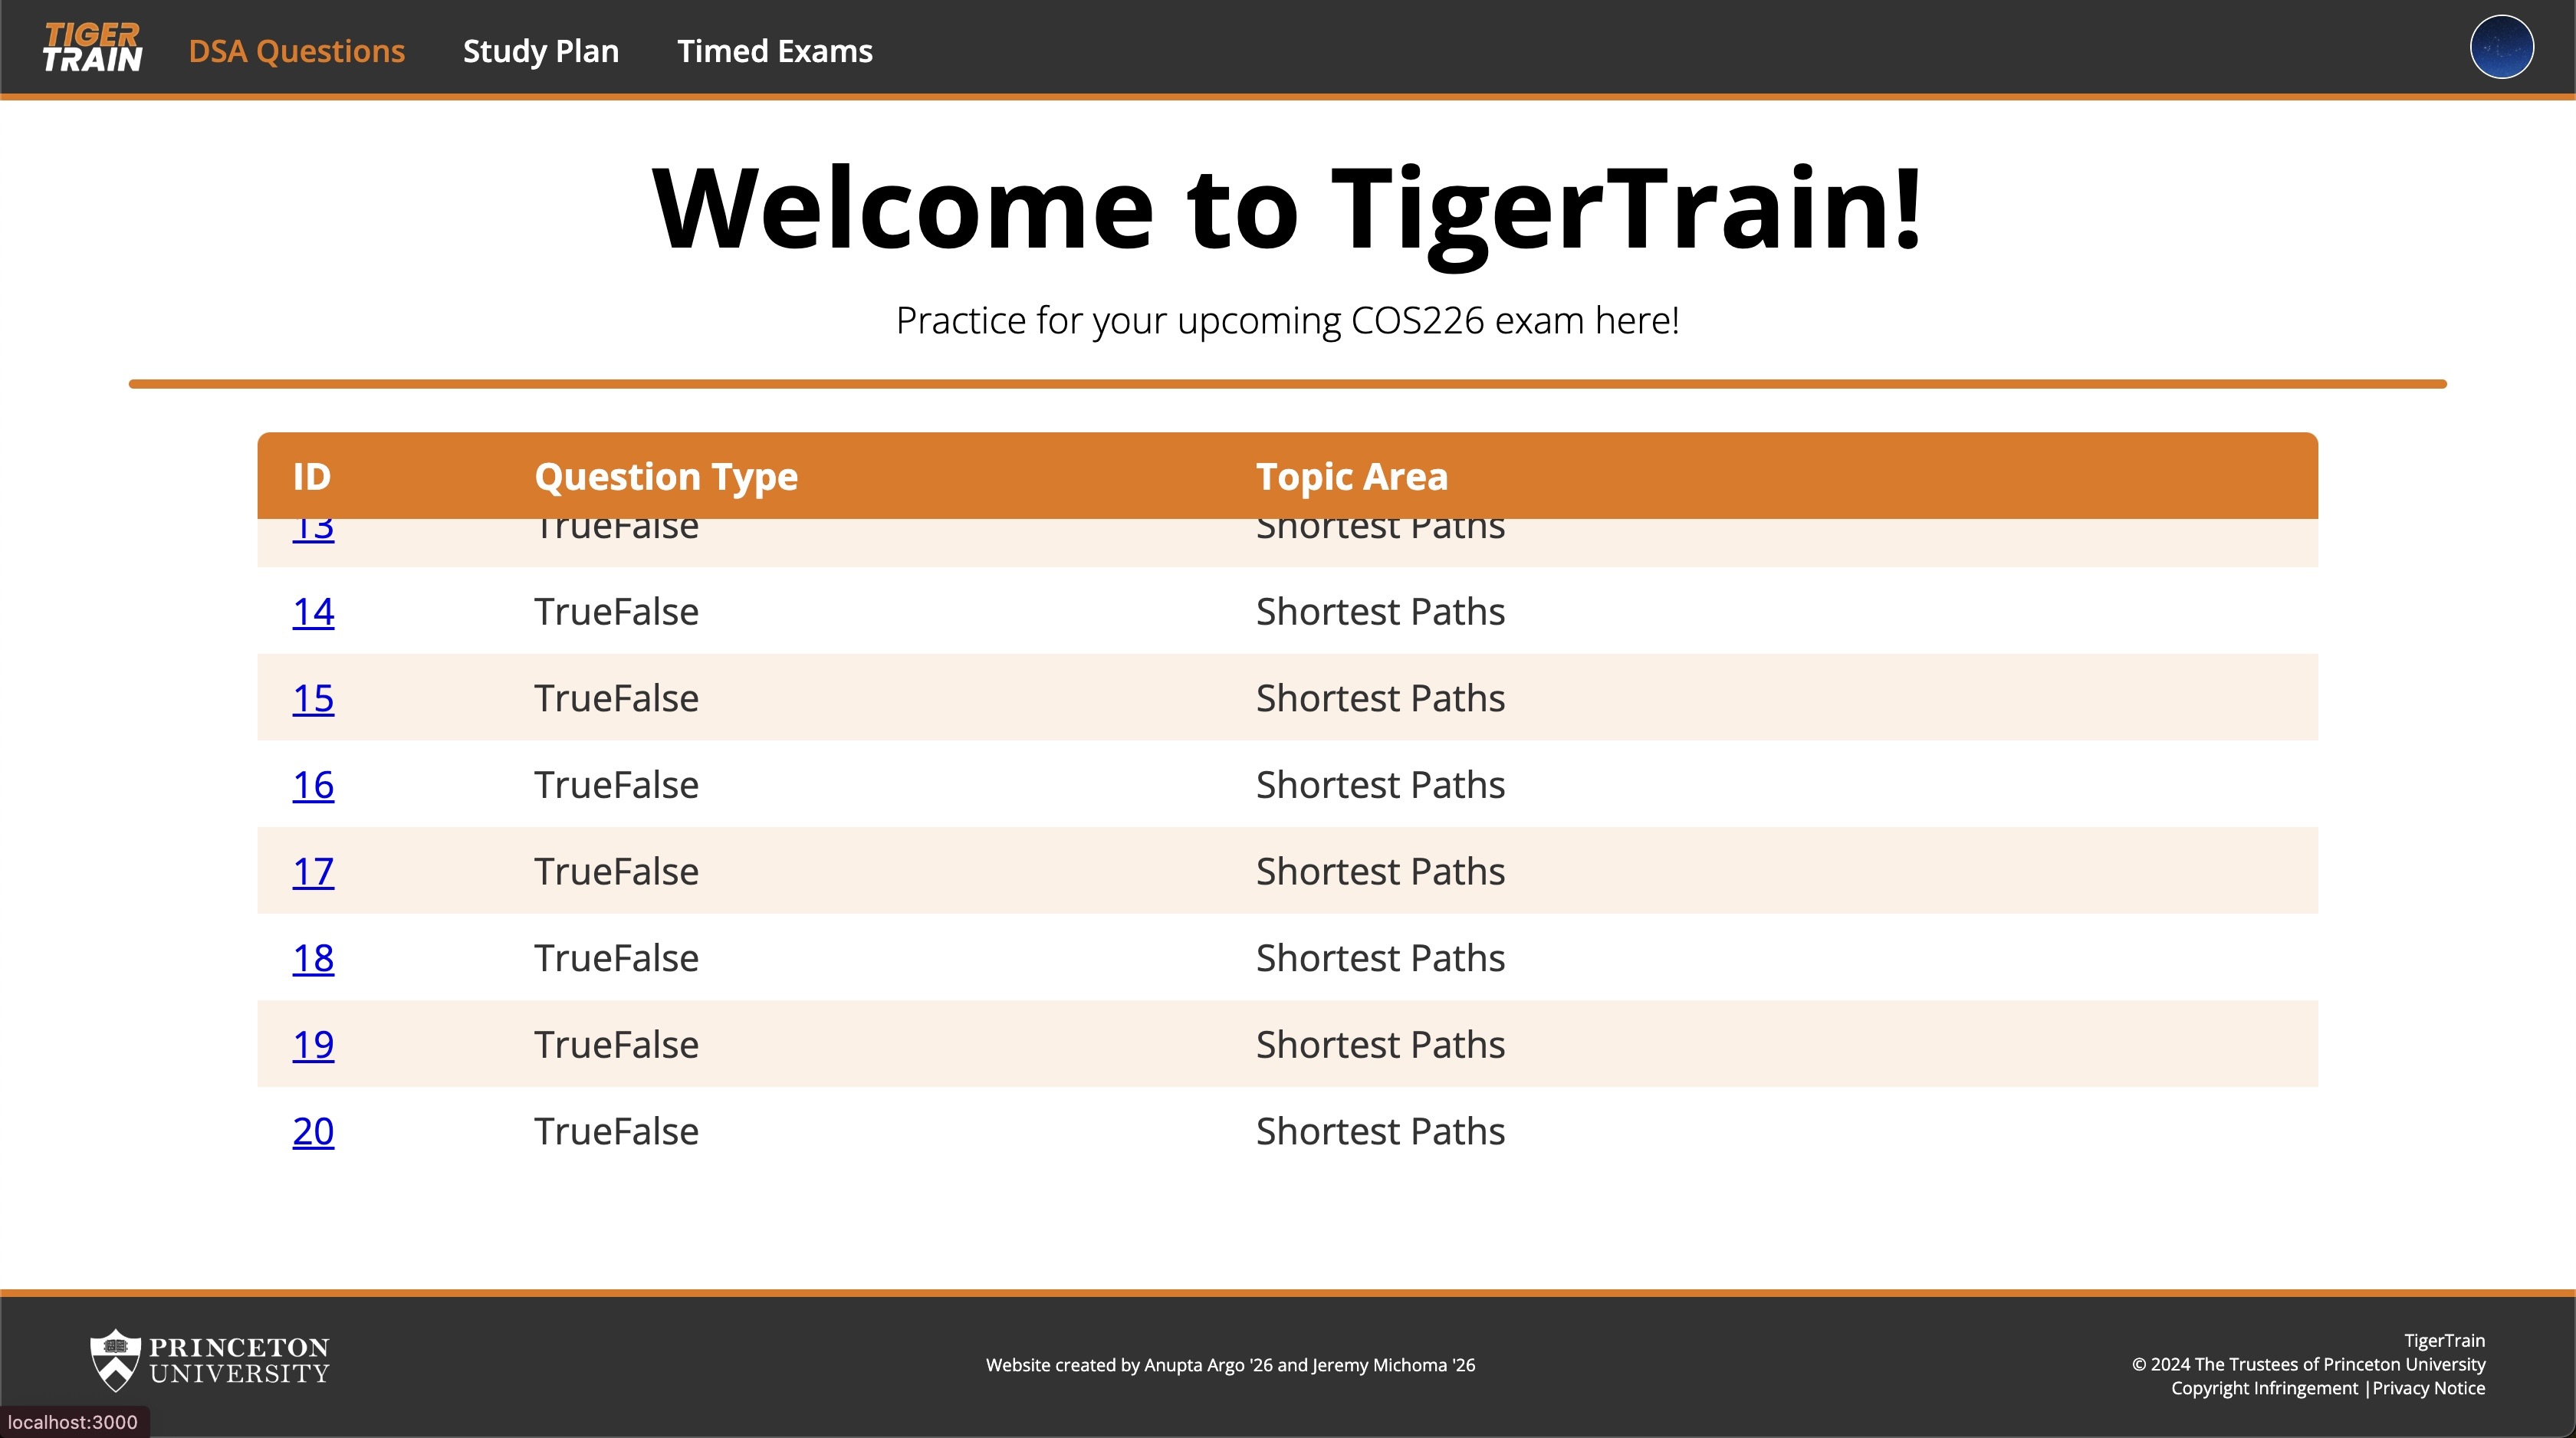 TIGER
TRAIN
DSA Questions Study Plan Timed Exams
Welcome to TigerTrain!
Practice for your upcoming COS226 exam here!
ID Question Type Topic Area
13 TrueFalse Shortest Paths
14 TrueFalse Shortest Paths
15 TrueFalse Shortest Paths
16 TrueFalse Shortest Paths
17 TrueFalse Shortest Paths
18 TrueFalse Shortest Paths
19 TrueFalse Shortest Paths
20 TrueFalse Shortest Paths
PRINCETON
UNIVERSITY
Website created by Anupta Argo '26 and Jeremy Michoma '26
TigerTrain
© 2024 The Trustees of Princeton University
Copyright Infringement |Privacy Notice
localhost:3000